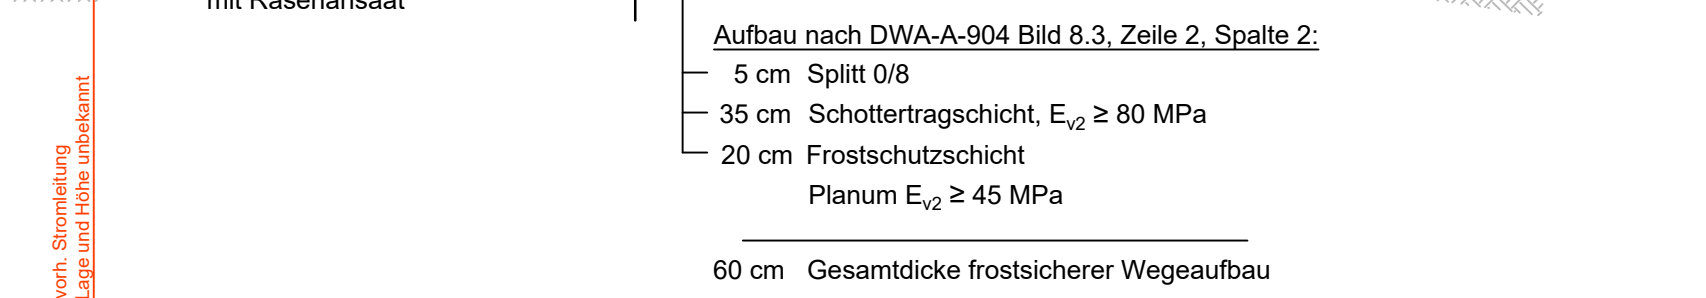 mit Rasenansaat
Aufbau nach DWA-A-904 Bild 8.3, Zeile 2, Spalte 2:
5 cm Splitt 0/8
35 cm Schottertragschicht, Ev2 ≥ 80 MPa
20 cm Frostschutzschicht
Planum Ev2 ≥ 45 MPa
60 cm Gesamtdicke frostsicherer Wegeaufbau
vorh. Stromleitung
Lage und Höhe unbekannt